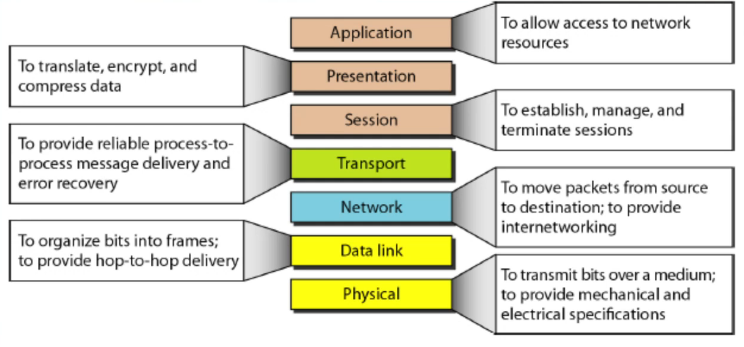 Application
To allow access to network
resources
To translate, encrypt, and
compress data
Presentation
Session
To establish, manage, and
terminate sessions
To provide reliable process-to-
process message delivery and
error recovery
Transport
Network
To move packets from source
to destination; to provide
internetworking
To organize bits into frames;
to provide hop-to-hop delivery
Data link
Physical
To transmit bits over a medium;
to provide mechanical and
electrical specifications